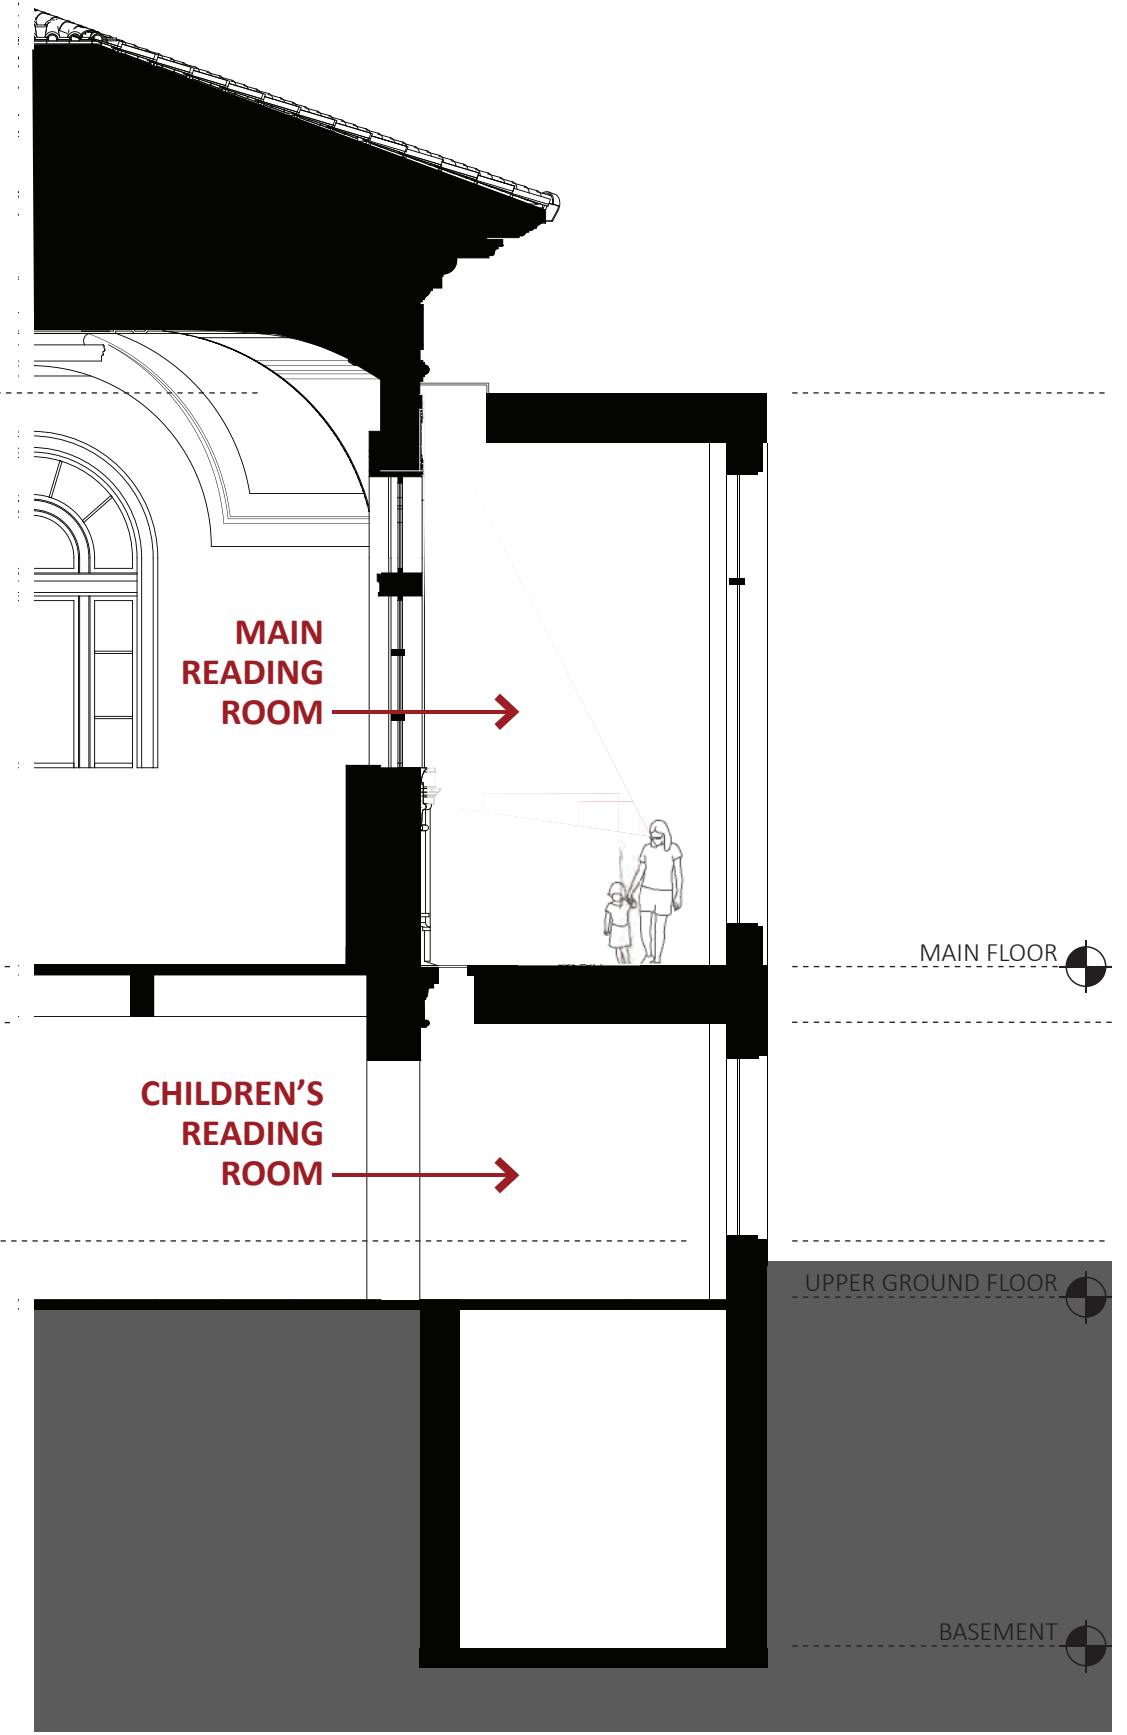 MAIN
READING
ROOM
MAIN FLOOR
CHILDREN’S
READING
ROOM
UPPER GROUND FLOOR
BASEMENT